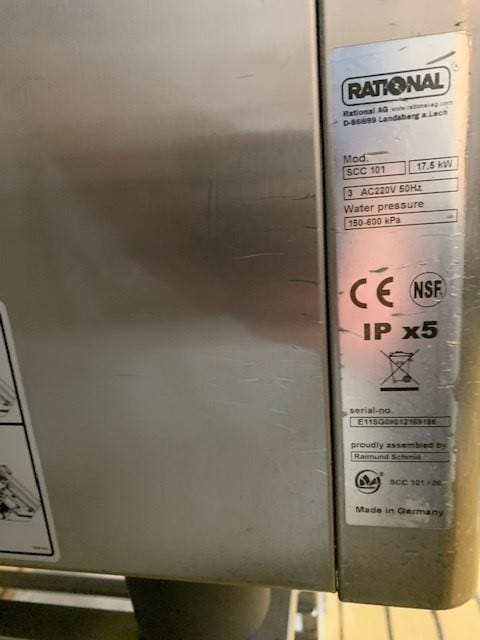 RATIONAL
Rational AG www.rational-ag.com
D-86899 Landsberg a.Lech
Mod.
SCC 101 17,5 kW
3 AC220V 50Hz
Water pressure
150-600 kPa
CE NSF
IP x5
serial-no.
E11SG09012169186
proudly assembled by
Raimund Schmid
SCC 101 / 06
Made in Germany